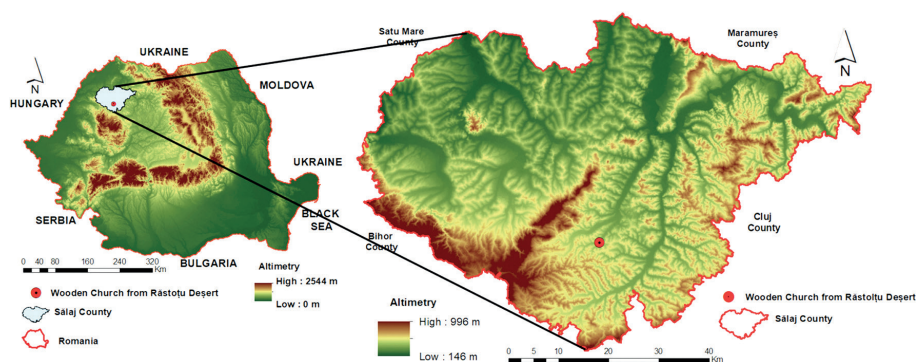 UKRAINE
MOLDOVA
HUNGARY
UKRAINE
SERBIA
BLACK
SEA
BULGARIA
N
0 40 80 160 240 320
Km
Altimetry
High : 2544 m
Low : 0 m
Wooden Church from Răstoțu Deșert
Sălaj County
Romania
Satu Mare
County
Maramureș
County
N
Cluj
County
Bihor
County
Altimetry
High : 996 m
Low : 146 m
Wooden Church from Răstolțu Deșert
Sălaj County
0 5 10 20 30 40
Km